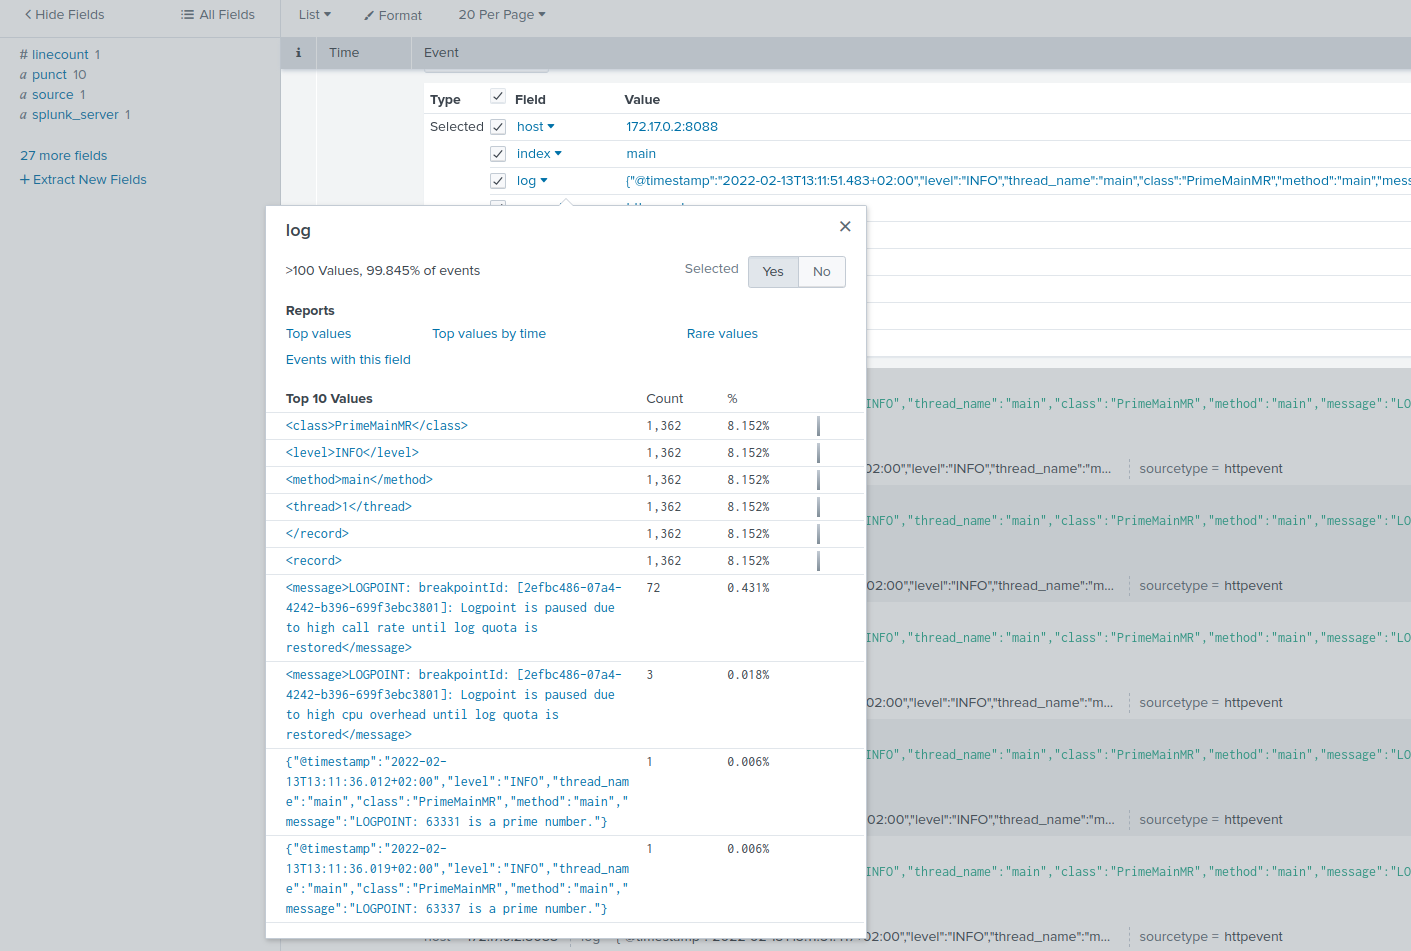 Hide Fields
All Fields
List
Format
20 Per Page
i
Time
Event
# linecount 1
a punct 10
a source 1
a splunk_server 1
27 more fields
+ Extract New Fields
Type
Field
Value
Selected
host
172.17.0.2:8088
index
main
log
{"@timestamp":"2022-02-13T13:11:51.483+02:00","level":"INFO","thread_name":"main","class":"PrimeMainMR","method":"main","mess
log
>100 Values, 99.845% of events
Selected
Yes
No
Reports
Top values
Top values by time
Rare values
Events with this field
Top 10 Values
Count
%
<class>PrimeMainMR</class>
1,362
8.152%
<level>INFO</level>
1,362
8.152%
<method>main</method>
1,362
8.152%
<thread>1</thread>
1,362
8.152%
</record>
1,362
8.152%
<record>
1,362
8.152%
<message>LOGPOINT: breakpointId: [2efbc486-07a4-
4242-b396-699f3ebc3801]: Logpoint is paused due
to high call rate until log quota is
restored</message>
72
0.431%
<message>LOGPOINT: breakpointId: [2efbc486-07a4-
4242-b396-699f3ebc3801]: Logpoint is paused due
to high cpu overhead until log quota is
restored</message>
3
0.018%
{"@timestamp":"2022-02-
13T13:11:36.012+02:00","level":"INFO","thread_nam
e":"main","class":"PrimeMainMR","method":"main","
message":"LOGPOINT: 63331 is a prime number."}
1
0.006%
{"@timestamp":"2022-02-
13T13:11:36.019+02:00","level":"INFO","thread_nam
e":"main","class":"PrimeMainMR","method":"main","
message":"LOGPOINT: 63337 is a prime number."}
1
0.006%
INFO","thread_name":"main","class":"PrimeMainMR","method":"main","message":"LO
02:00","level":"INFO","thread_name":"m... sourcetype = httpevent
INFO","thread_name":"main","class":"PrimeMainMR","method":"main","message":"LO
02:00","level":"INFO","thread_name":"m... sourcetype = httpevent
INFO","thread_name":"main","class":"PrimeMainMR","method":"main","message":"LO
02:00","level":"INFO","thread_name":"m... sourcetype = httpevent
INFO","thread_name":"main","class":"PrimeMainMR","method":"main","message":"LO
02:00","level":"INFO","thread_name":"m... sourcetype = httpevent
INFO","thread_name":"main","class":"PrimeMainMR","method":"main","message":"LO
02:00","level":"INFO","thread_name":"m... sourcetype = httpevent